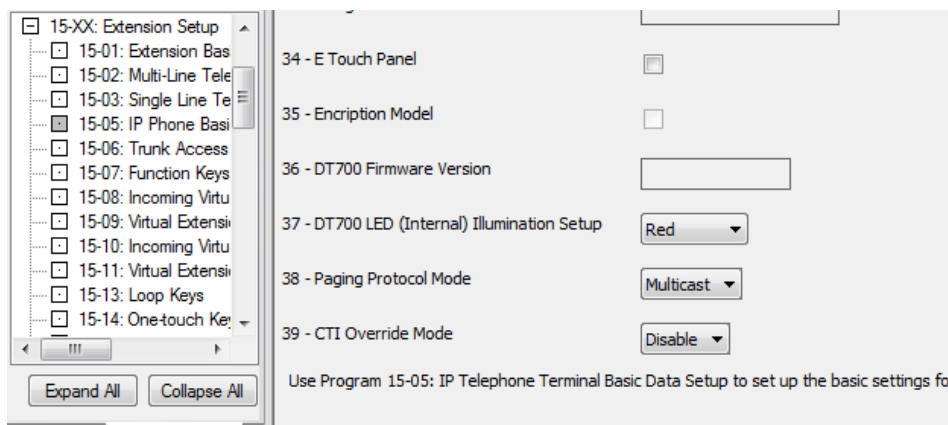 15-XX: Extension Setup
15-01: Extension Bas
15-02: Multi-Line Tele
15-03: Single Line Te
15-05: IP Phone Basi
15-06: Trunk Access
15-07: Function Keys
15-08: Incoming Virtu
15-09: Virtual Extensi
15-10: Incoming Virtu
15-11: Virtual Extensi
15-13: Loop Keys
15-14: One-touch Key
Expand All
Collapse All
34 - E Touch Panel
35 - Encription Model
36 - DT700 Firmware Version
37 - DT700 LED (Internal) Illumination Setup
Red
38 - Paging Protocol Mode
Multicast
39 - CTI Override Mode
Disable
Use Program 15-05: IP Telephone Terminal Basic Data Setup to set up the basic settings fo